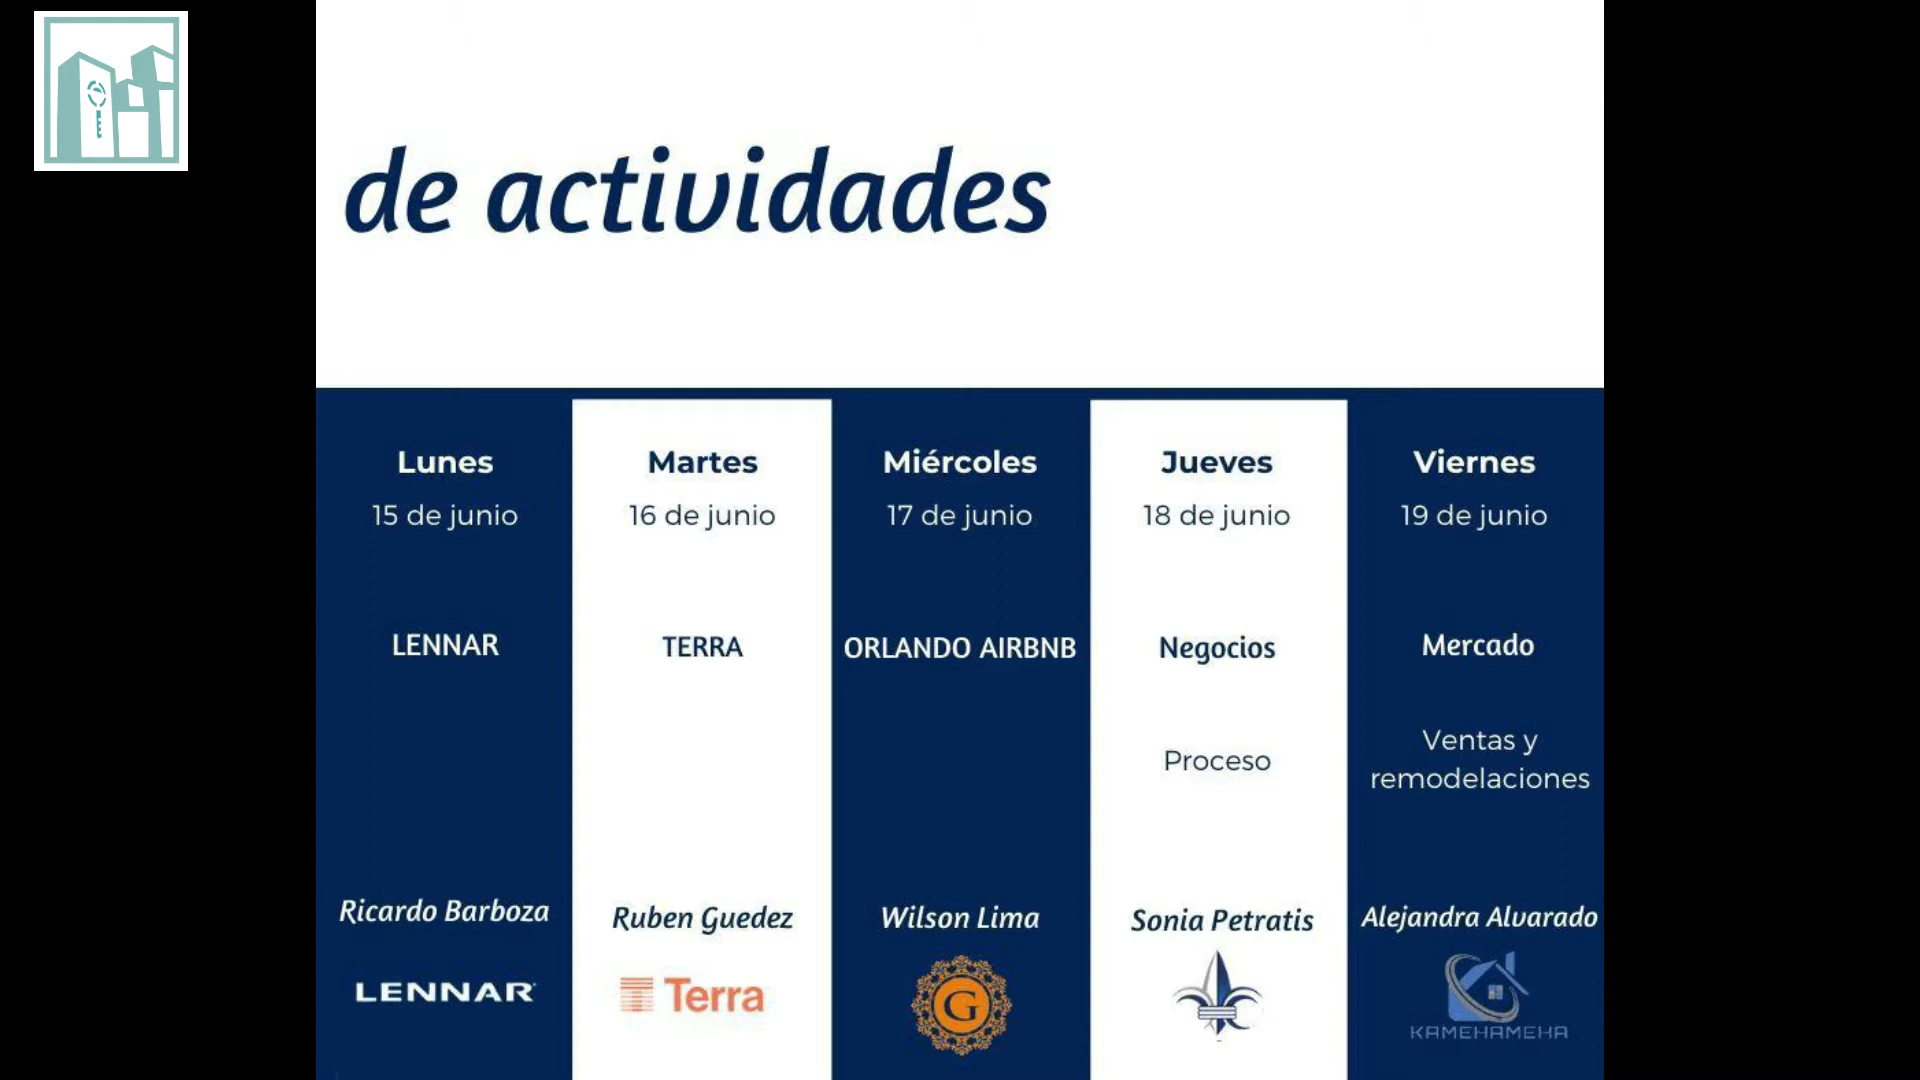 de actividades
Lunes
15 de junio
LENNAR
Ricardo Barboza
LENNAR
Martes
16 de junio
TERRA
Ruben Guedez
Terra
Miércoles
17 de junio
ORLANDO AIRBNB
Wilson Lima
G
Jueves
18 de junio
Negocios
Proceso
Sonia Petratis
Viernes
19 de junio
Mercado
Ventas y
remodelaciones
Alejandra Alvarado
KAMEHAMEHA